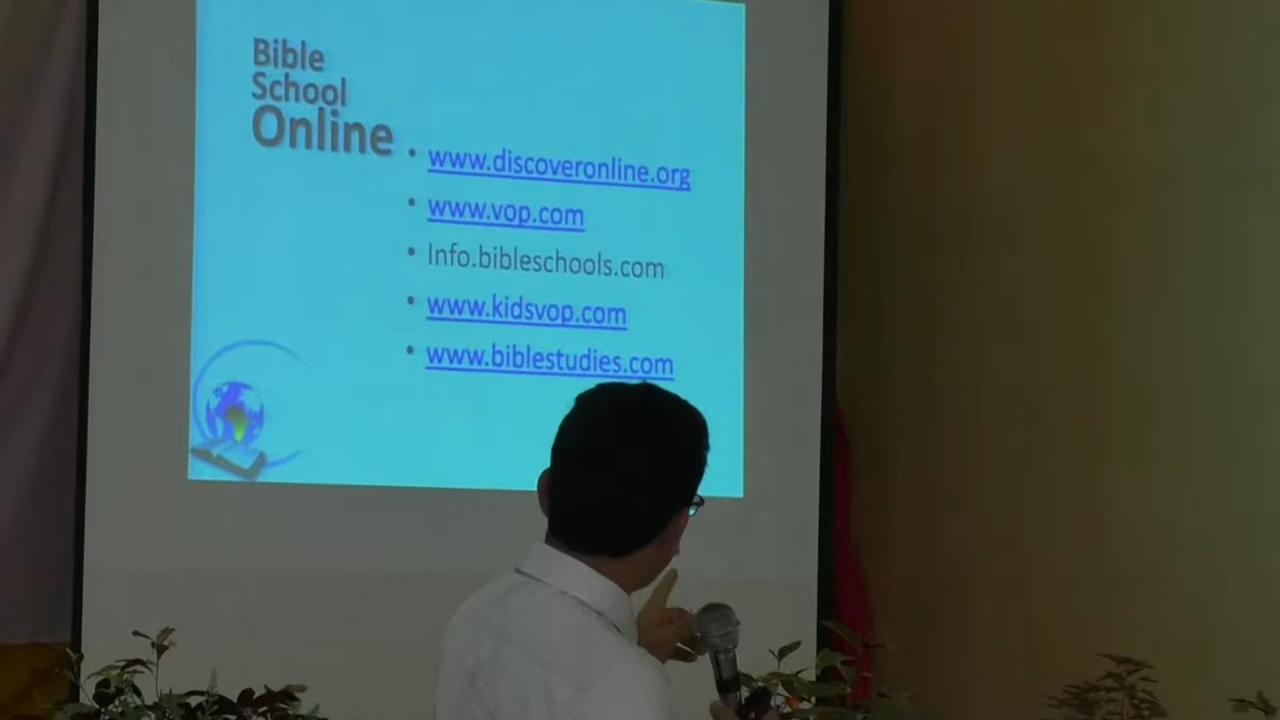 Bible
School
Online
• www.discoveronline.org
• www.vop.com
• Info.bibleschools.com
• www.kidsvop.com
• www.biblestudies.com